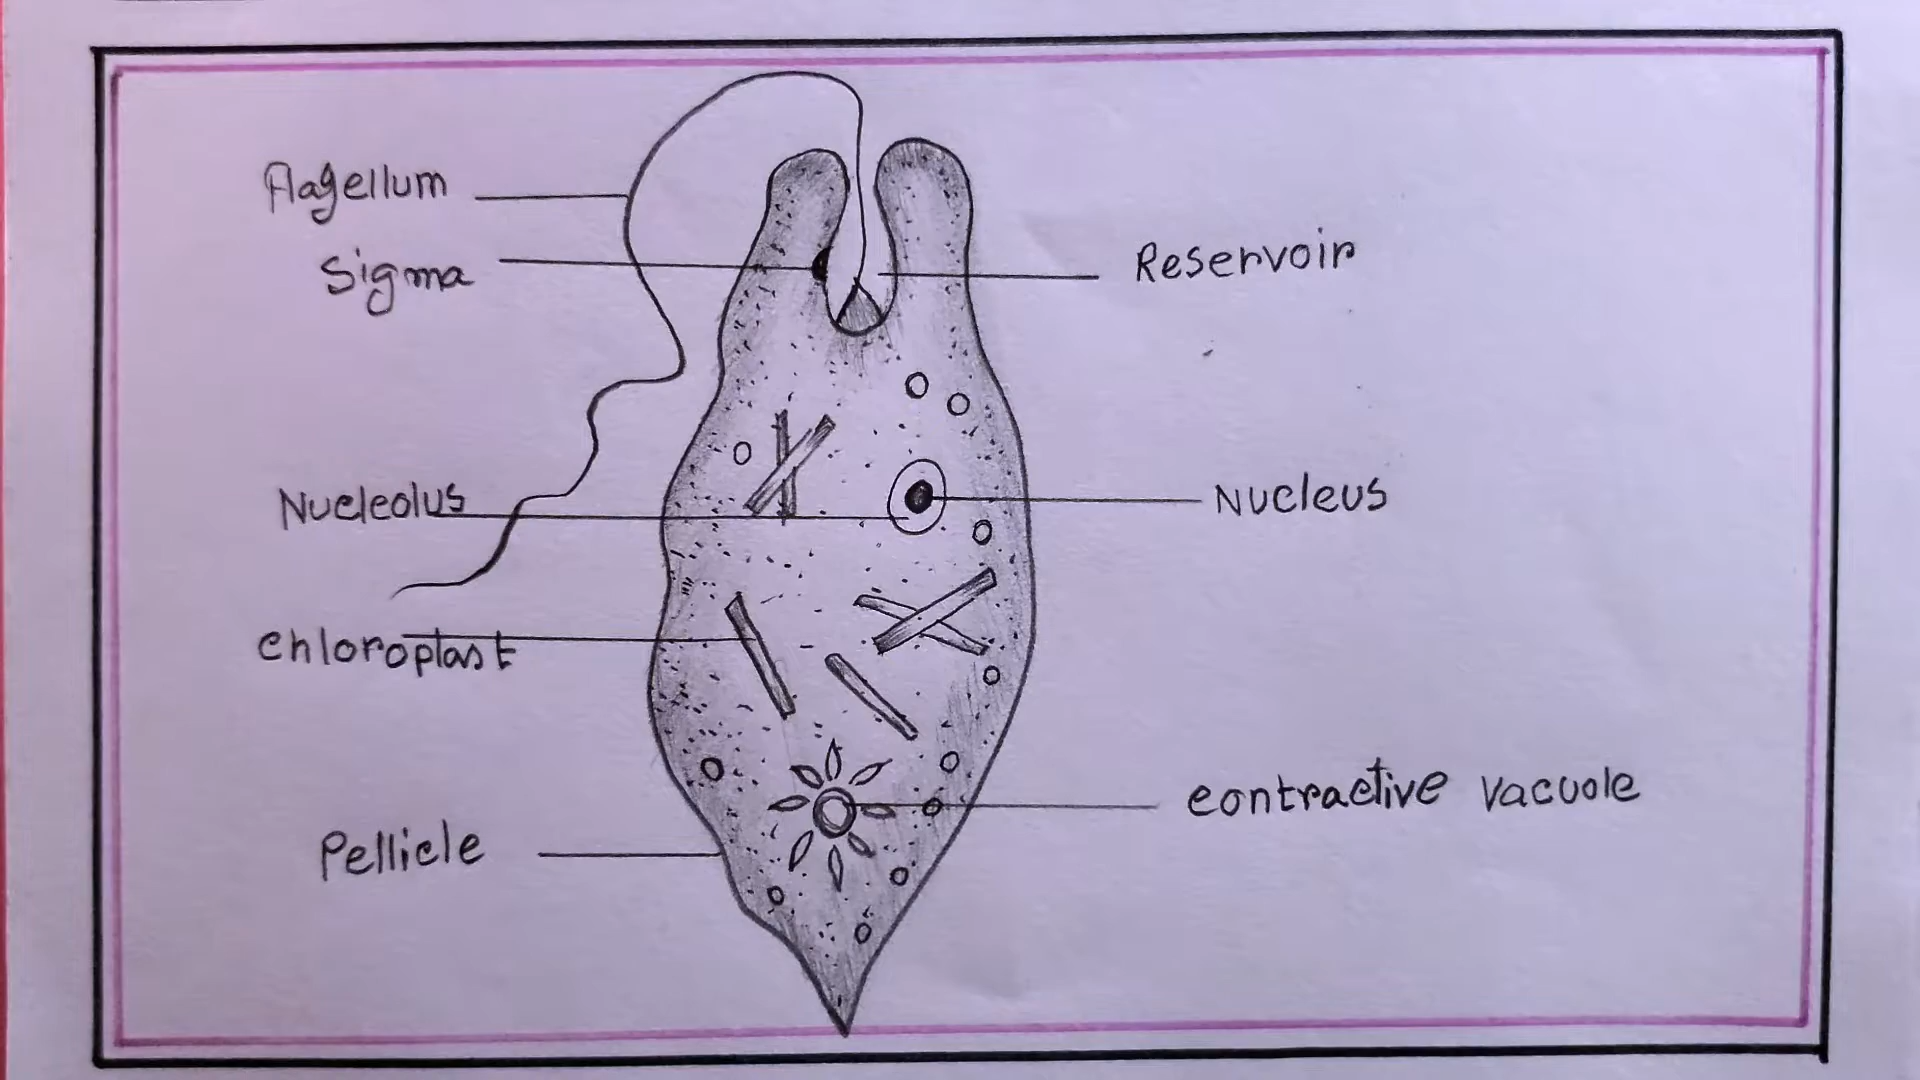 Flagellum
Sigma
Reservoir
Nucleolus
Nucleus
chloroplast
contractive vacuole
Pellicle